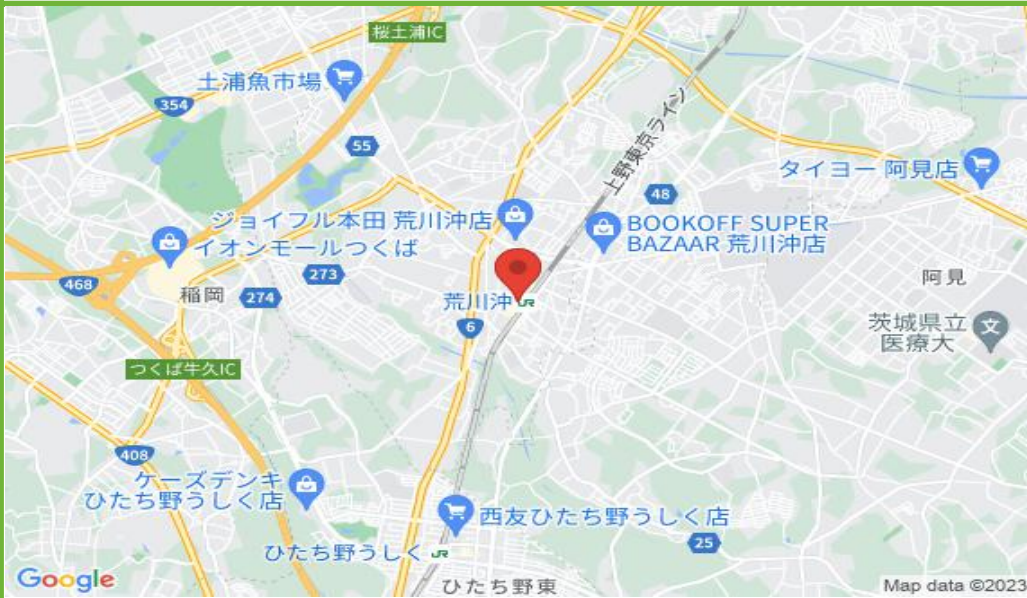 桜土浦IC
土浦魚市場
354
55
上野東京ライン
48
タイヨー 阿見店
ジョイフル本田 荒川沖店
イオンモールつくば
BOOKOFF SUPER
BAZAAR 荒川沖店
273
468
稲岡
274
荒川沖
JR
6
阿見
茨城県立
医療大
文
つくば牛久IC
408
ケーズデンキ
ひたち野うしく店
西友ひたち野うしく店
25
ひたち野うしく
JR
ひたち野東
Google
Map data ©2023